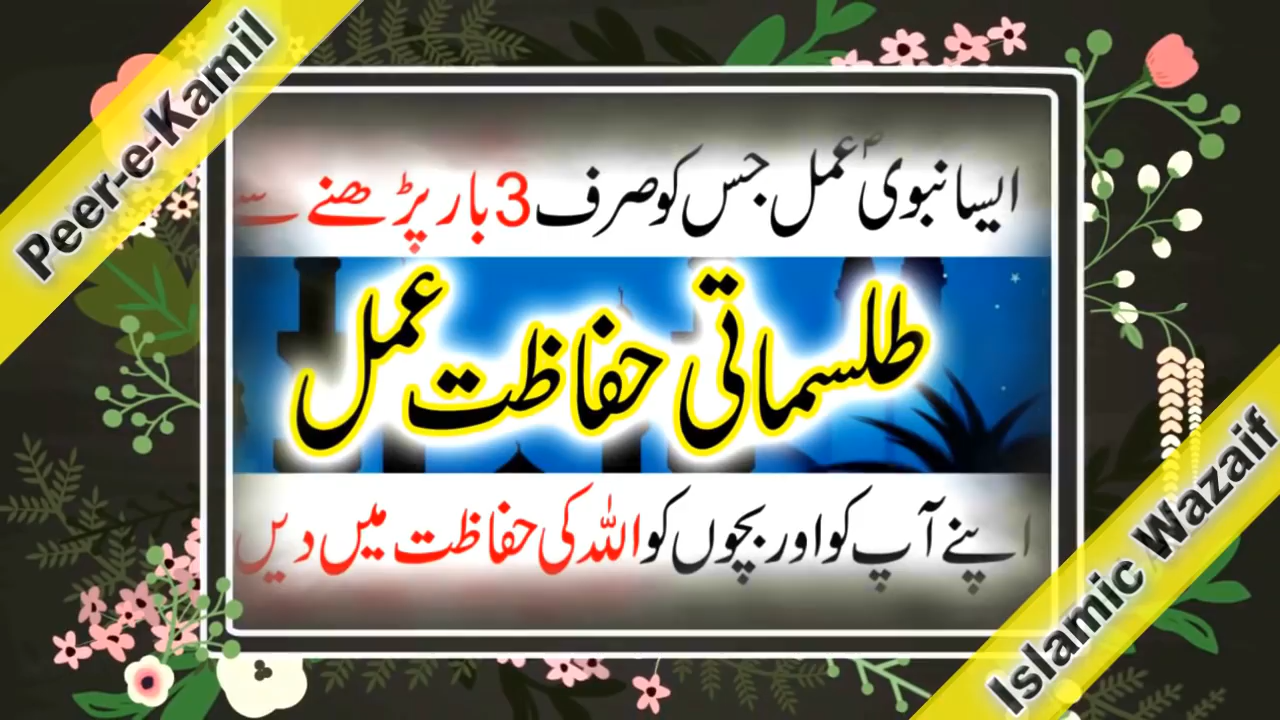 Peer-e-Kamil
ایسا نبویؐ عمل جس کو صرف 3 بار پڑھنے سے
طلسماتی حفاظت عمل
اپنے آپ کو اور بچوں کو اللہ کی حفاظت میں دیں
Islamic Wazaif